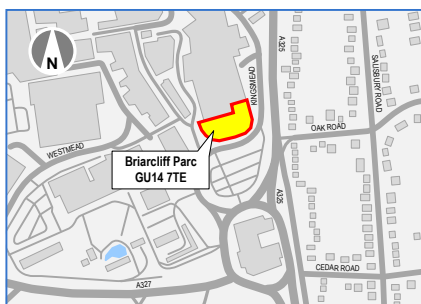 N
A325
SALISBURY ROAD
KINGSMEAD
OAK ROAD
WESTMEAD
Briarcliff Parc
GU14 7TE
A325
CEDAR ROAD
A327